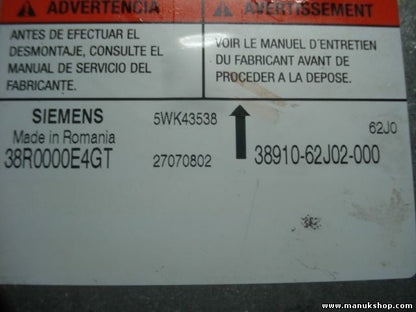 ADVERTENCIA
ANTES DE EFECTUAR EL
DESMONTAJE, CONSULTE EL
MANUAL DE SERVICIO DEL
FABRICANTE.
AVERTISSEMENT
VOIR LE MANUEL D'ENTRETIEN
DU FABRICANT AVANT DE
PROCEDER A LA DEPOSE.
SIEMENS 5WK43538 62J0
Made in Romania
38R0000E4GT 27070802 38910-62J02-000
www.manukshop.com